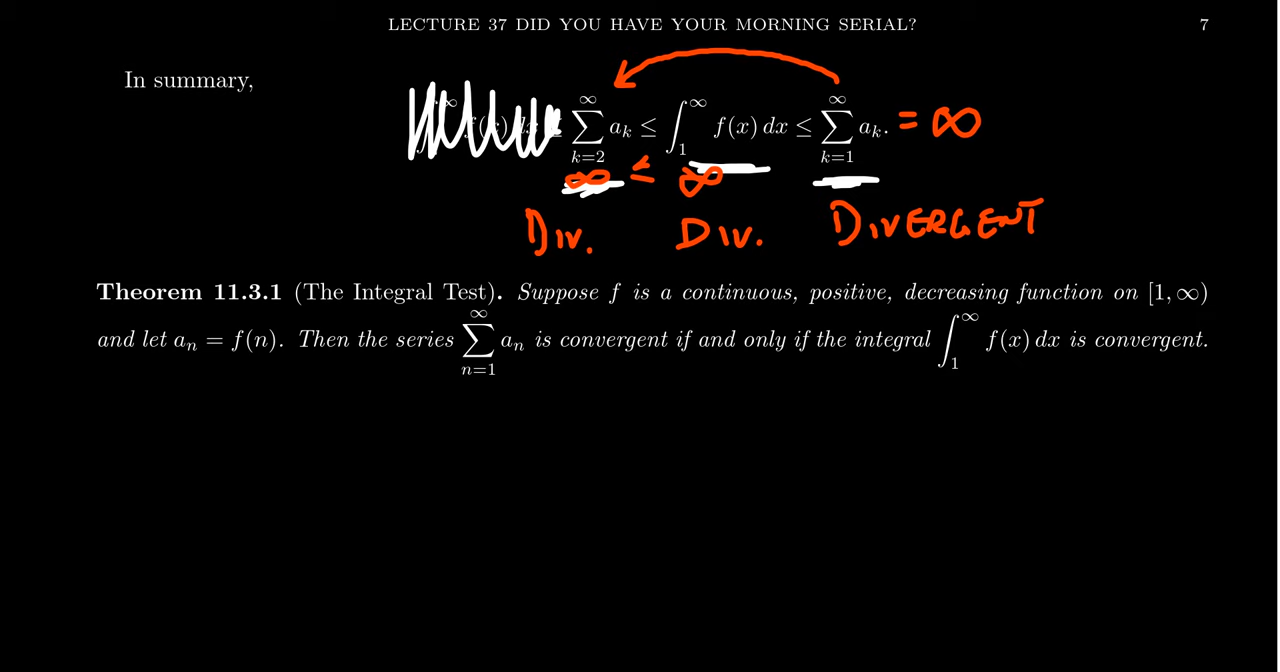 LECTURE 37 DID YOU HAVE YOUR MORNING SERIAL? 7
In summary,
∑_{k=2}^{∞} a_k ≤ ∫_1^∞ f(x) dx ≤ ∑_{k=1}^{∞} a_k. = ∞
∞ ≤ ∞
DIV. DIV. DIVERGENT
Theorem 11.3.1 (The Integral Test). Suppose f is a continuous, positive, decreasing function on [1, ∞)
and let a_n = f(n). Then the series ∑_{n=1}^{∞} a_n is convergent if and only if the integral ∫_1^∞ f(x) dx is convergent.